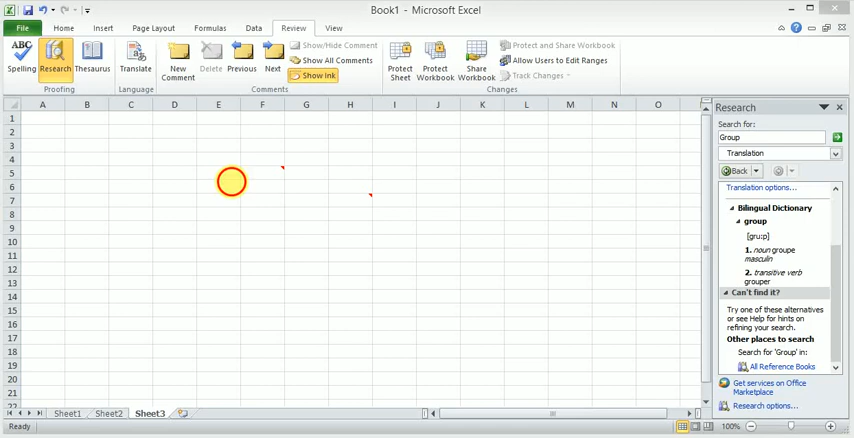 Book1 - Microsoft Excel
File Home Insert Page Layout Formulas Data Review View
ABC
Spelling Research Thesaurus Translate New Comment Delete Previous Next
Show/Hide Comment
Show All Comments
Show Ink
Protect Sheet Protect Workbook Share Workbook
Protect and Share Workbook
Allow Users to Edit Ranges
Track Changes
Proofing Language Comments Changes
A B C D E F G H I J K L M N O
1
2
3
4
5
6
7
8
9
10
11
12
13
14
15
16
17
18
19
20
21
22
Research
Search for:
Group
Translation
Back
Translation options...
Bilingual Dictionary
group
[gru:p]
1. noun groupe
masculin
2. transitive verb
grouper
Can't find it?
Try one of these alternatives
or see Help for hints on
refining your search.
Other places to search
Search for 'Group' in:
All Reference Books
Get services on Office
Marketplace
Research options...
Sheet1 Sheet2 Sheet3
Ready
100%